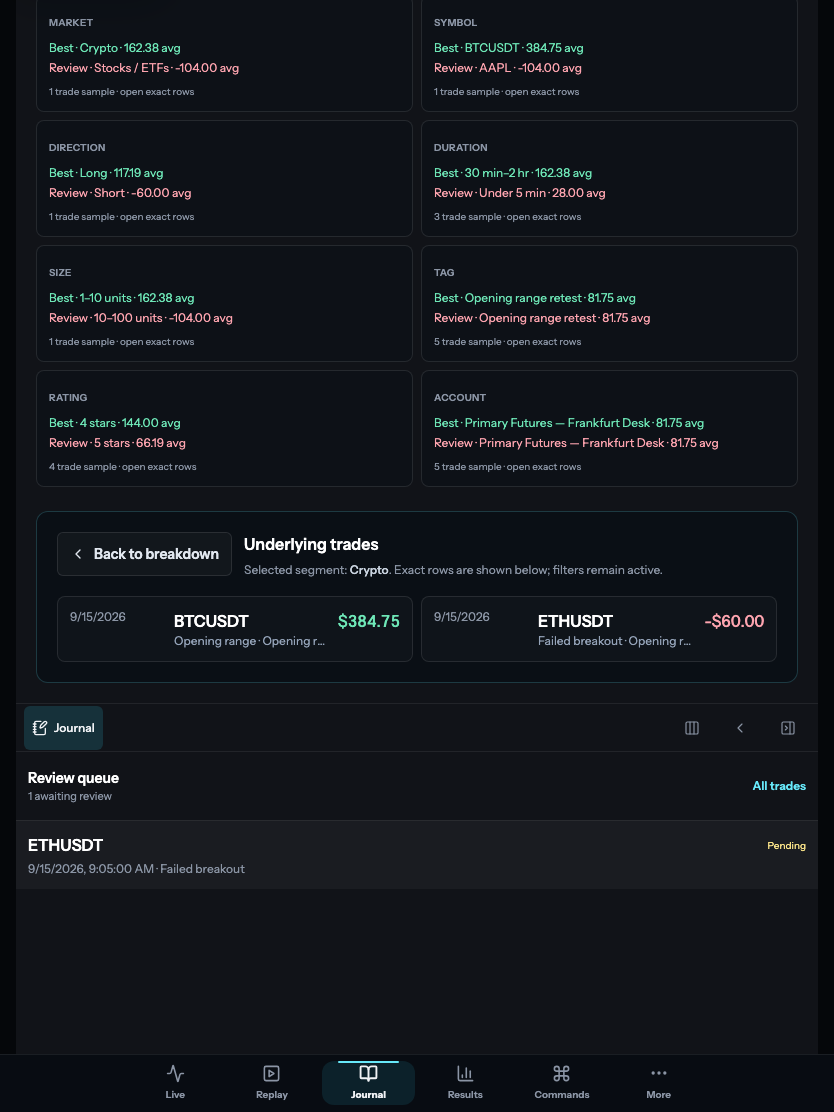 MARKET
Best · Crypto · 162.38 avg
Review · Stocks / ETFs · -104.00 avg
1 trade sample · open exact rows
SYMBOL
Best · BTCUSDT · 384.75 avg
Review · AAPL · -104.00 avg
1 trade sample · open exact rows
DIRECTION
Best · Long · 117.19 avg
Review · Short · -60.00 avg
1 trade sample · open exact rows
DURATION
Best · 30 min–2 hr · 162.38 avg
Review · Under 5 min · 28.00 avg
3 trade sample · open exact rows
SIZE
Best · 1–10 units · 162.38 avg
Review · 10–100 units · -104.00 avg
1 trade sample · open exact rows
TAG
Best · Opening range retest · 81.75 avg
Review · Opening range retest · 81.75 avg
5 trade sample · open exact rows
RATING
Best · 4 stars · 144.00 avg
Review · 5 stars · 66.19 avg
4 trade sample · open exact rows
ACCOUNT
Best · Primary Futures — Frankfurt Desk · 81.75 avg
Review · Primary Futures — Frankfurt Desk · 81.75 avg
5 trade sample · open exact rows
Back to breakdown
Underlying trades
Selected segment: Crypto. Exact rows are shown below; filters remain active.
9/15/2026
BTCUSDT
$384.75
Opening range · Opening r...
9/15/2026
ETHUSDT
-$60.00
Failed breakout · Opening r...
Journal
Review queue
1 awaiting review
All trades
ETHUSDT
Pending
9/15/2026, 9:05:00 AM · Failed breakout
Live
Replay
Journal
Results
Commands
More